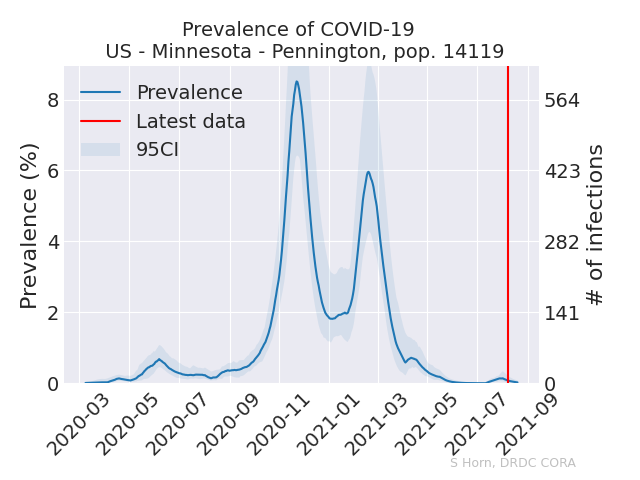 Prevalence of COVID-19
US - Minnesota - Pennington, pop. 14119
Prevalence
Latest data
95CI
Prevalence (%)
8
6
4
2
0
# of infections
564
423
282
141
0
2020-03
2020-05
2020-07
2020-09
2020-11
2021-01
2021-03
2021-05
2021-07
2021-09
S Horn, DRDC CORA